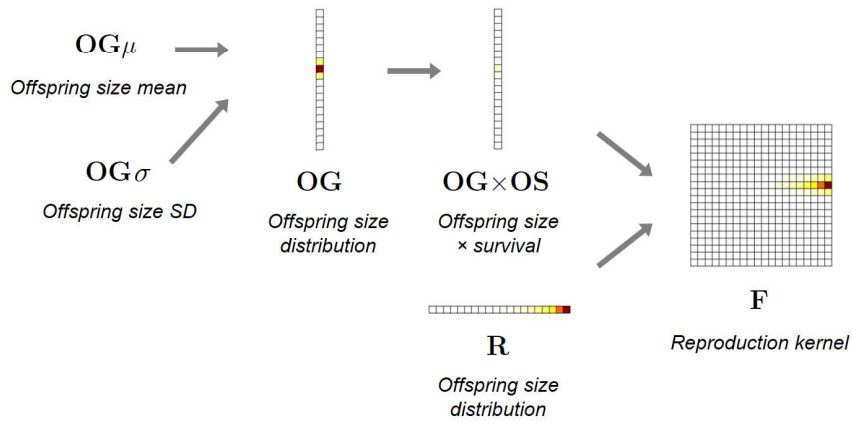 OGμ
Offspring size mean
OGσ
Offspring size SD
OG
Offspring size
distribution
OG×OS
Offspring size
× survival
R
Offspring size
distribution
F
Reproduction kernel